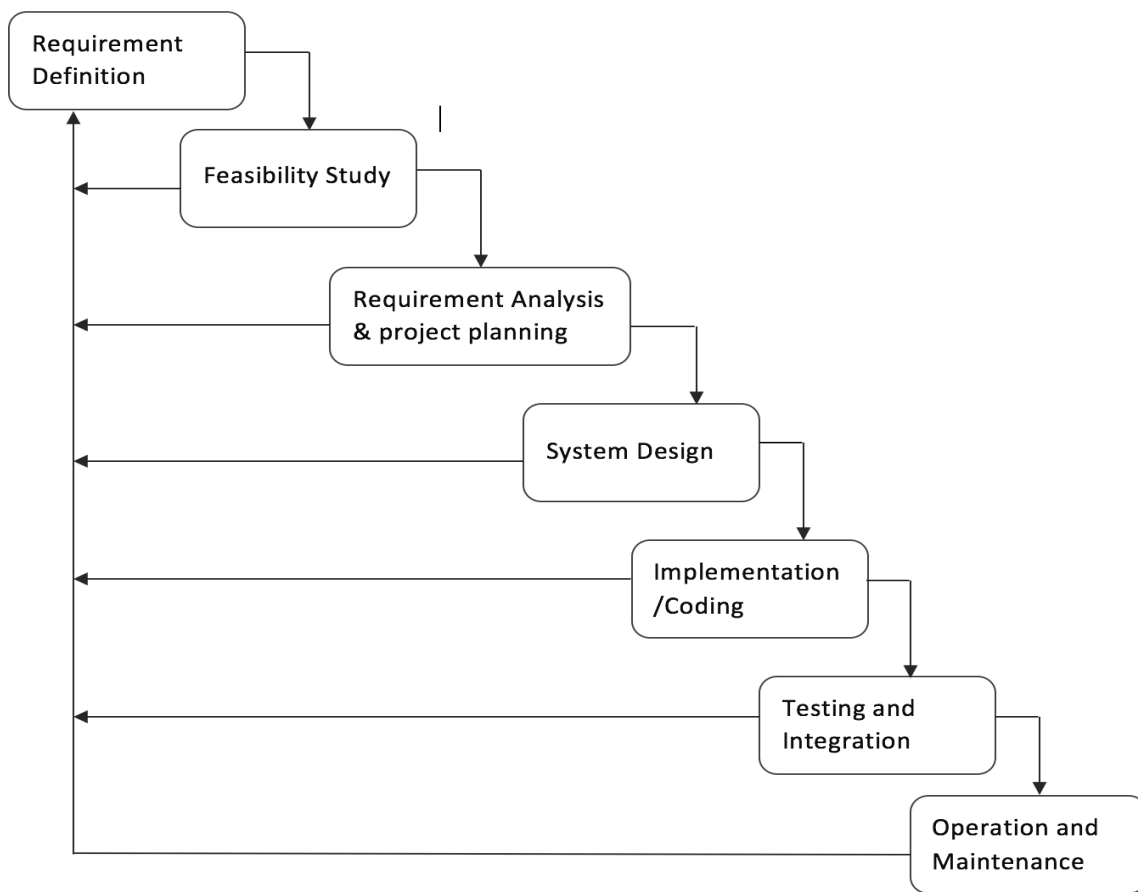 Requirement
Definition
Feasibility Study
Requirement Analysis
& project planning
System Design
Implementation
/Coding
Testing and
Integration
Operation and
Maintenance